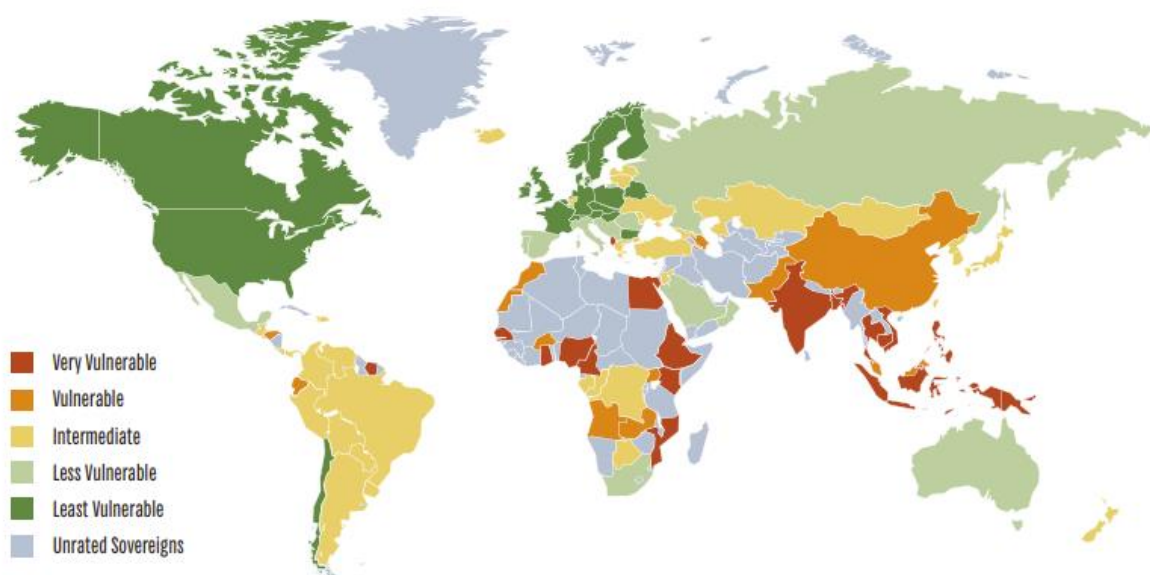 Very Vulnerable
Vulnerable
Intermediate
Less Vulnerable
Least Vulnerable
Unrated Sovereigns